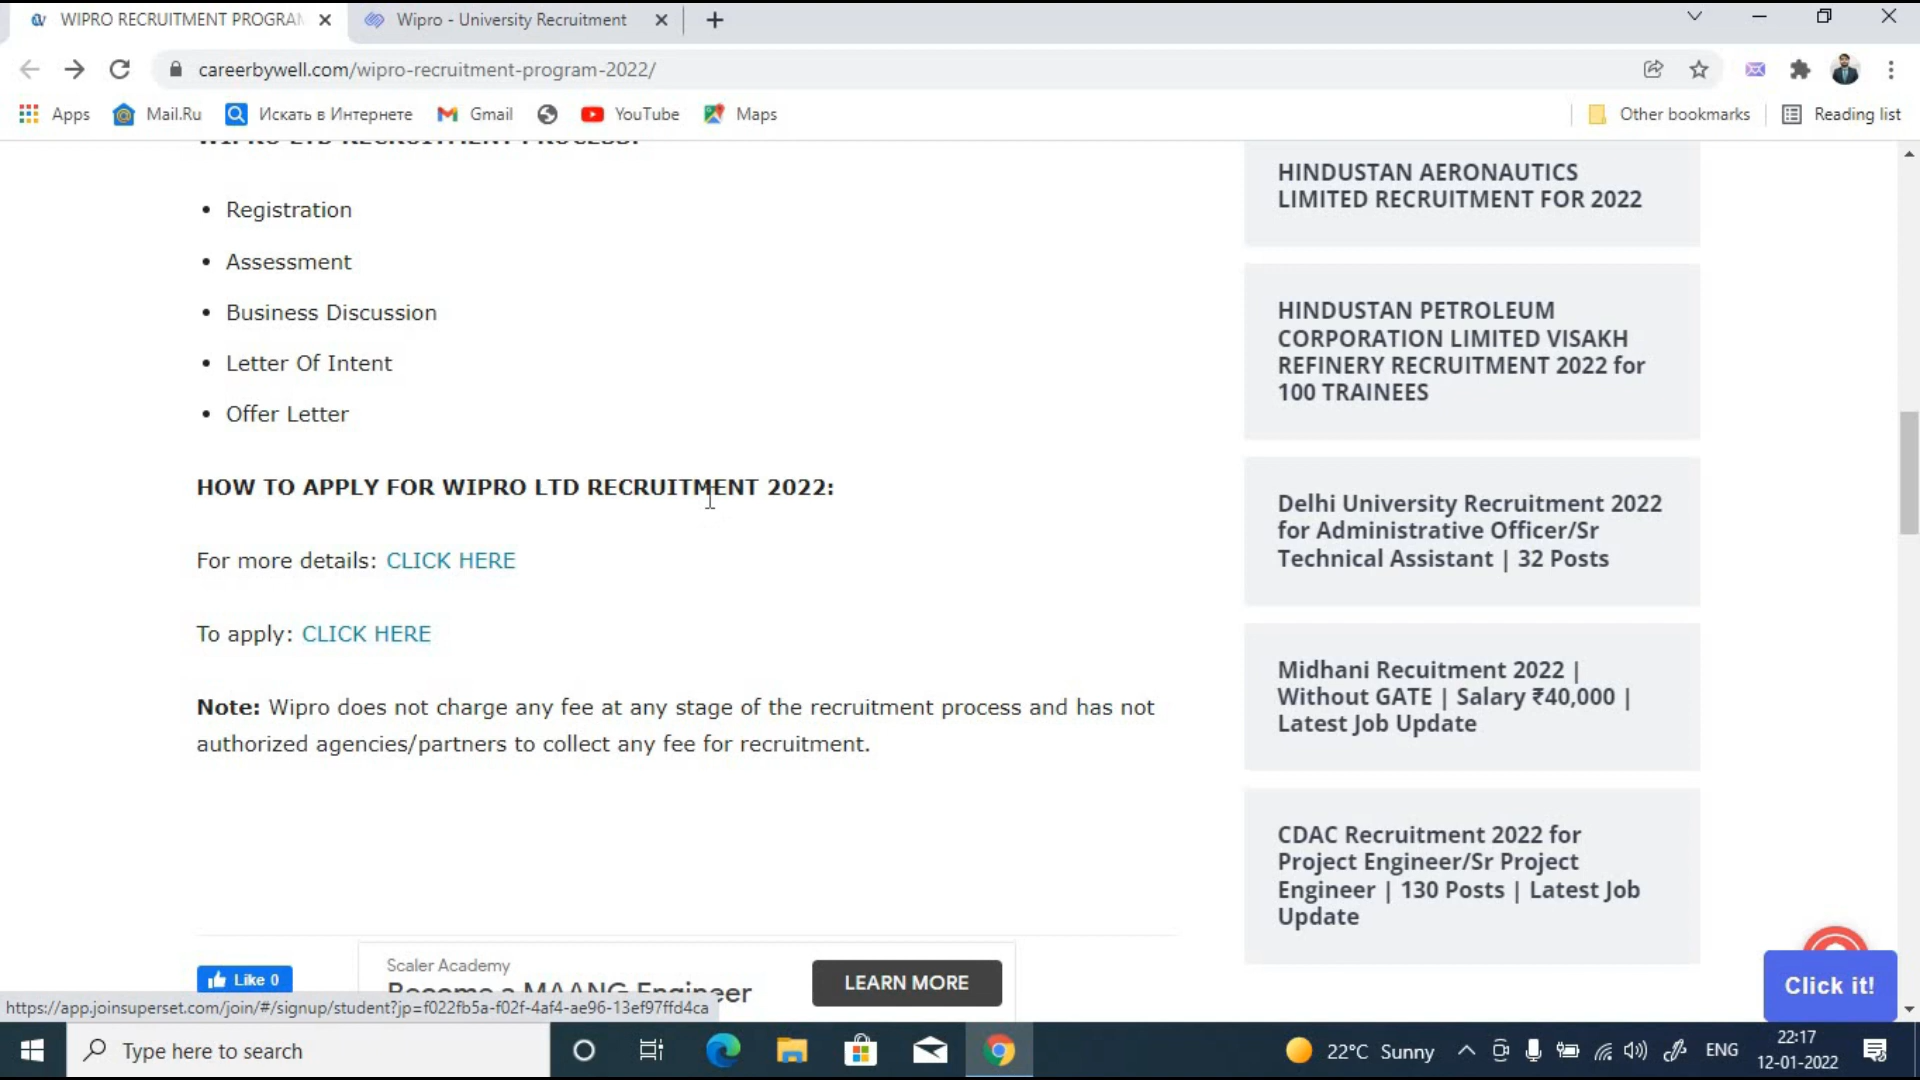 WIPRO RECRUITMENT PROGRAM
Wipro - University Recruitment
careerbywell.com/wipro-recruitment-program-2022/
Apps
Mail.Ru
Искать в Интернете
Gmail
YouTube
Maps
Other bookmarks
Reading list
WIPRO LTD RECRUITMENT PROCESS:
• Registration
• Assessment
• Business Discussion
• Letter Of Intent
• Offer Letter
HOW TO APPLY FOR WIPRO LTD RECRUITMENT 2022:
For more details: CLICK HERE
To apply: CLICK HERE
Note: Wipro does not charge any fee at any stage of the recruitment process and has not
authorized agencies/partners to collect any fee for recruitment.
HINDUSTAN AERONAUTICS
LIMITED RECRUITMENT FOR 2022
HINDUSTAN PETROLEUM
CORPORATION LIMITED VISAKH
REFINERY RECRUITMENT 2022 for
100 TRAINEES
Delhi University Recruitment 2022
for Administrative Officer/Sr
Technical Assistant | 32 Posts
Midhani Recuitment 2022 |
Without GATE | Salary ₹40,000 |
Latest Job Update
CDAC Recruitment 2022 for
Project Engineer/Sr Project
Engineer | 130 Posts | Latest Job
Update
Like 0
Scaler Academy
Become a MAANG Engineer
LEARN MORE
Click it!
https://app.joinsuperset.com/join/#/signup/student?jp=f022fb5a-f02f-4af4-ae96-13ef97ffd4ca
Type here to search
22°C Sunny
ENG
22:17
12-01-2022